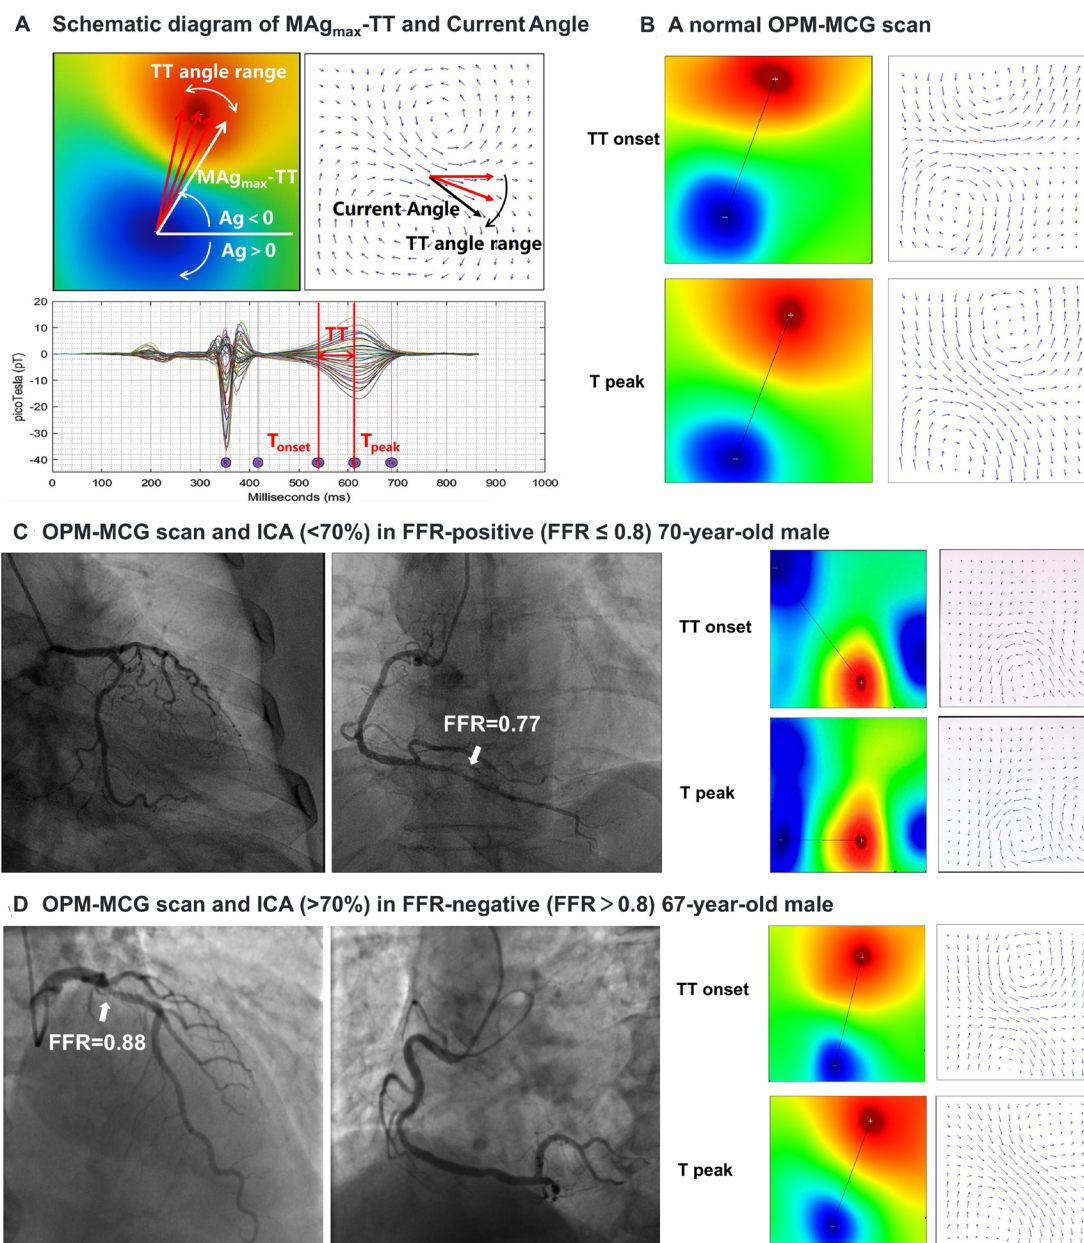 A Schematic diagram of MAgmax-TT and Current Angle
TT angle range
MAgmax-TT
Ag < 0
Ag > 0
Current Angle
TT angle range
20
10
0
-10
-20
-30
-40
picoTesla (pT)
TT
Tonset
Tpeak
0 100 200 300 400 500 600 700 800 900 1000
Milliseconds (ms)
B A normal OPM-MCG scan
TT onset
T peak
C OPM-MCG scan and ICA (<70%) in FFR-positive (FFR ≤ 0.8) 70-year-old male
FFR=0.77
TT onset
T peak
D OPM-MCG scan and ICA (>70%) in FFR-negative (FFR > 0.8) 67-year-old male
FFR=0.88
TT onset
T peak